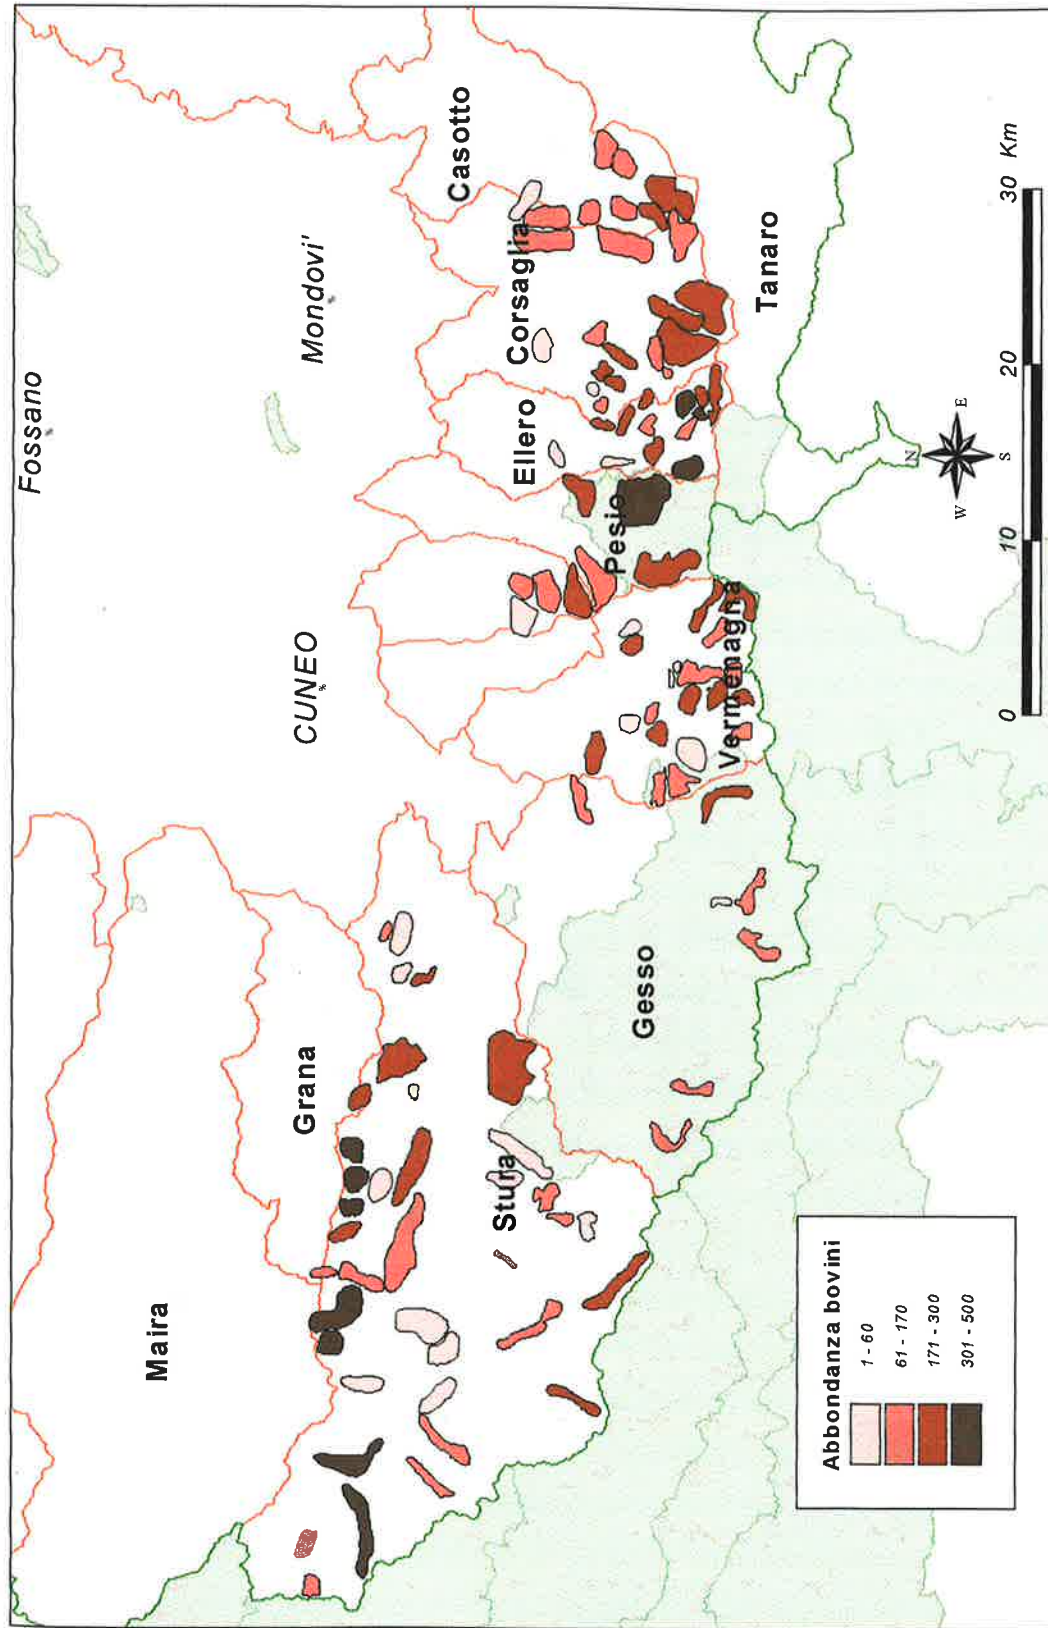 Fossano
Mondovi'
CUNEO
Casotto
Corsaglia
Ellero
Pesio
Tanaro
Vermenagna
Gesso
Grana
Stura
Maira
N
E
S
W
0
10
20
30 Km
Abbondanza bovini
1 - 60
61 - 170
171 - 300
301 - 500